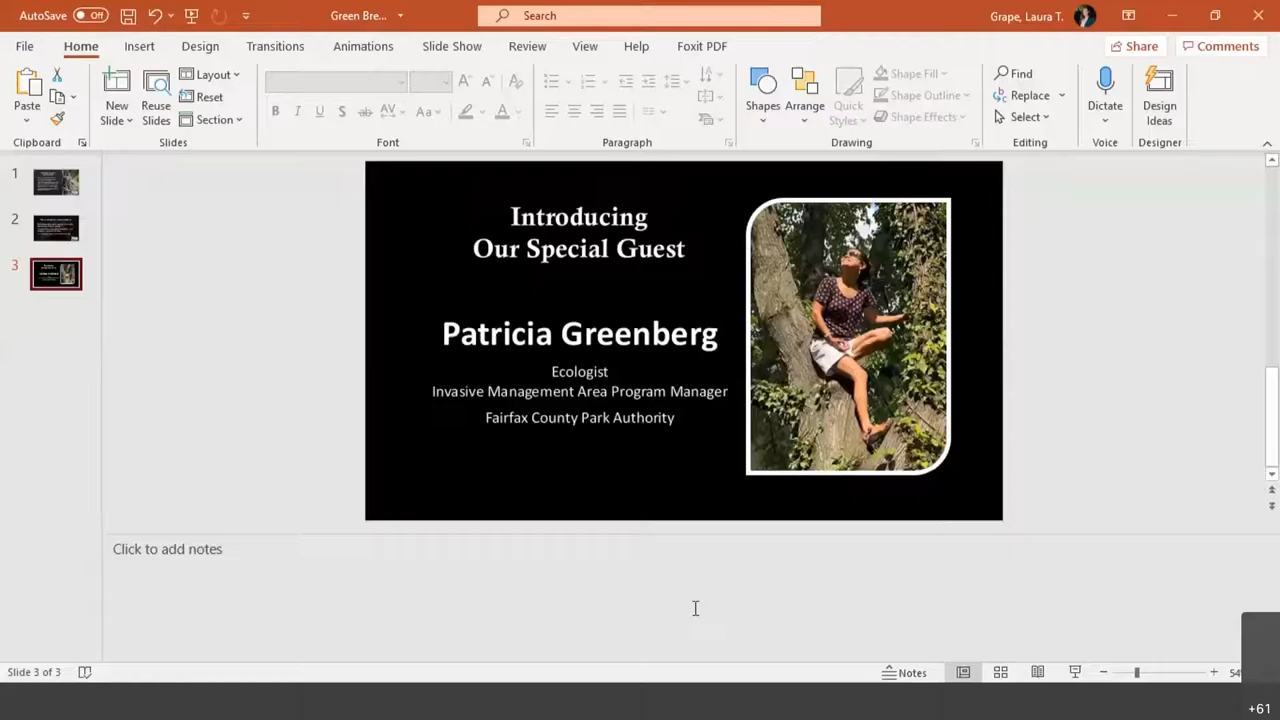 AutoSave Off Green Bre... Search Grape, Laura T.
File Home Insert Design Transitions Animations Slide Show Review View Help Foxit PDF Share Comments
Paste New Slide Reuse Slides Layout Reset Section
B I U S ab AV Aa A
Shapes Arrange Quick Styles Shape Fill Shape Outline Shape Effects
Find Replace Select Dictate Design Ideas
Clipboard Slides Font Paragraph Drawing Editing Voice Designer
1
2
3
Introducing
Our Special Guest
Patricia Greenberg
Ecologist
Invasive Management Area Program Manager
Fairfax County Park Authority
Click to add notes
Slide 3 of 3 Notes
+61